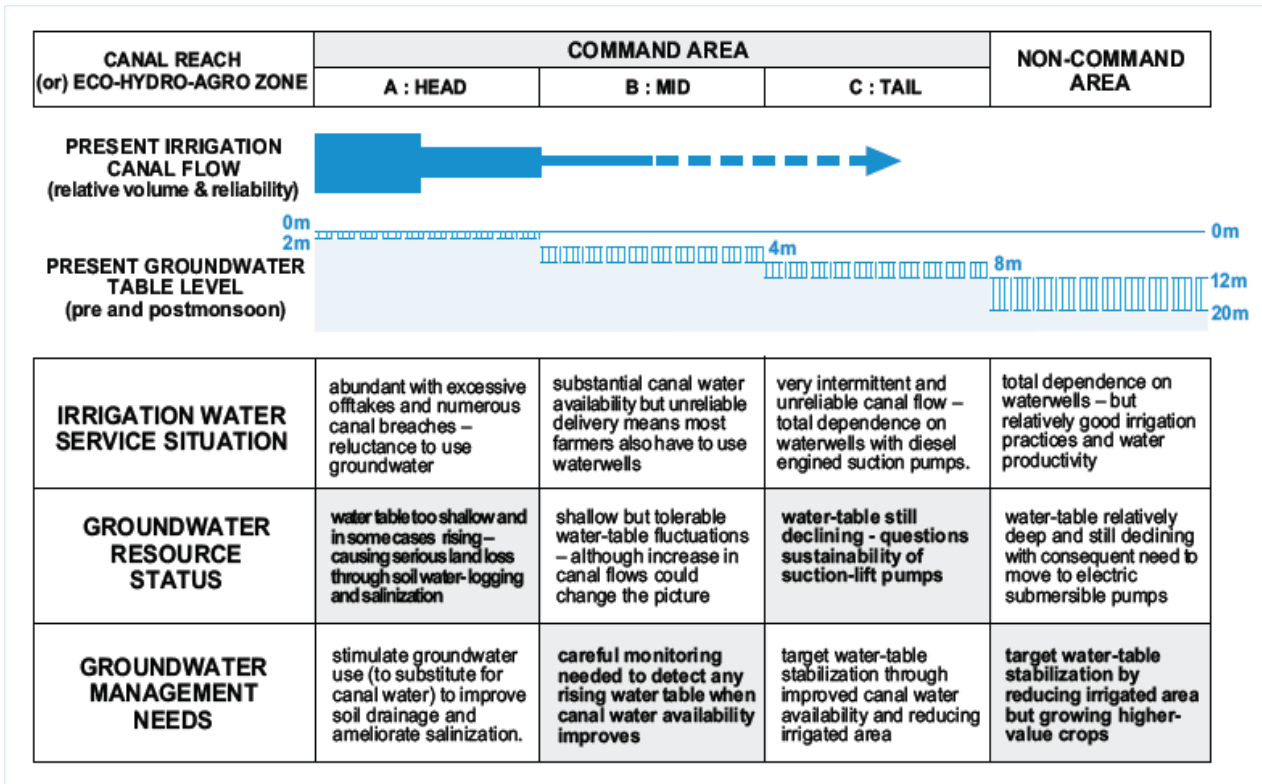 CANAL REACH
(or) ECO-HYDRO-AGRO ZONE
COMMAND AREA
A : HEAD
B : MID
C : TAIL
NON-COMMAND
AREA
PRESENT IRRIGATION
CANAL FLOW
(relative volume & reliability)
0m
2m
4m
8m
0m
12m
20m
PRESENT GROUNDWATER
TABLE LEVEL
(pre and postmonsoon)
IRRIGATION WATER
SERVICE SITUATION
abundant with excessive
offtakes and numerous
canal breaches –
reluctance to use
groundwater
substantial canal water
availability but unreliable
delivery means most
farmers also have to use
waterwells
very intermittent and
unreliable canal flow –
total dependence on
waterwells with diesel
engined suction pumps.
total dependence on
waterwells – but
relatively good irrigation
practices and water
productivity
GROUNDWATER
RESOURCE
STATUS
water table too shallow and
in some cases rising –
causing serious land loss
through soil water-logging
and salinization
shallow but tolerable
water-table fluctuations
– although increase in
canal flows could
change the picture
water-table still
declining - questions
sustainability of
suction-lift pumps
water-table relatively
deep and still declining
with consequent need to
move to electric
submersible pumps
GROUNDWATER
MANAGEMENT
NEEDS
stimulate groundwater
use (to substitute for
canal water) to improve
soil drainage and
ameliorate salinization.
careful monitoring
needed to detect any
rising water table when
canal water availability
improves
target water-table
stabilization through
improved canal water
availability and reducing
irrigated area
target water-table
stabilization by
reducing irrigated area
but growing higher-
value crops